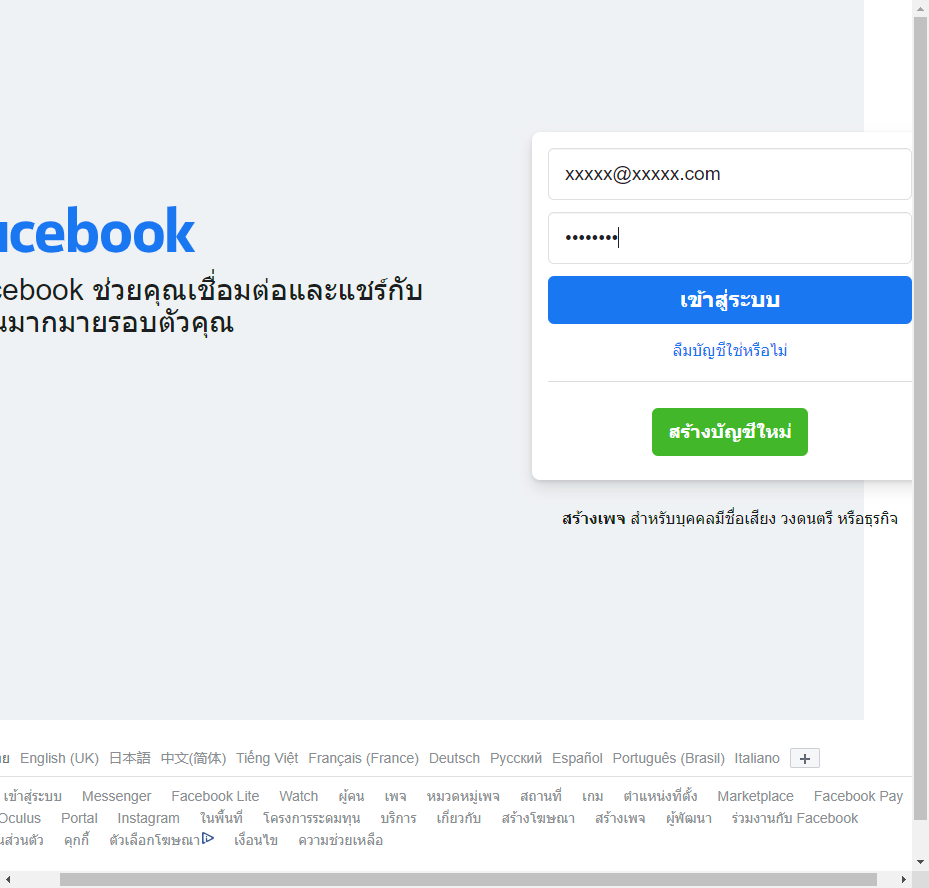 acebook
cebook ช่วยคุณเชื่อมต่อและแชร์กับ
นมากมายรอบตัวคุณ
xxxxx@xxxxx.com
••••••••
เข้าสู่ระบบ
ลืมบัญชีใช่หรือไม่
สร้างบัญชีใหม่
สร้างเพจ สำหรับบุคคลมีชื่อเสียง วงดนตรี หรือธุรกิจ
ทย English (UK) 日本語 中文(简体) Tiếng Việt Français (France) Deutsch Русский Español Português (Brasil) Italiano +
เข้าสู่ระบบ Messenger Facebook Lite Watch ผู้คน เพจ หมวดหมู่เพจ สถานที่ เกม ตำแหน่งที่ตั้ง Marketplace Facebook Pay
Oculus Portal Instagram ในพื้นที่ โครงการระดมทุน บริการ เกี่ยวกับ สร้างโฆษณา สร้างเพจ ผู้พัฒนา ร่วมงานกับ Facebook
นส่วนตัว คุกกี้ ตัวเลือกโฆษณา เงื่อนไข ความช่วยเหลือ